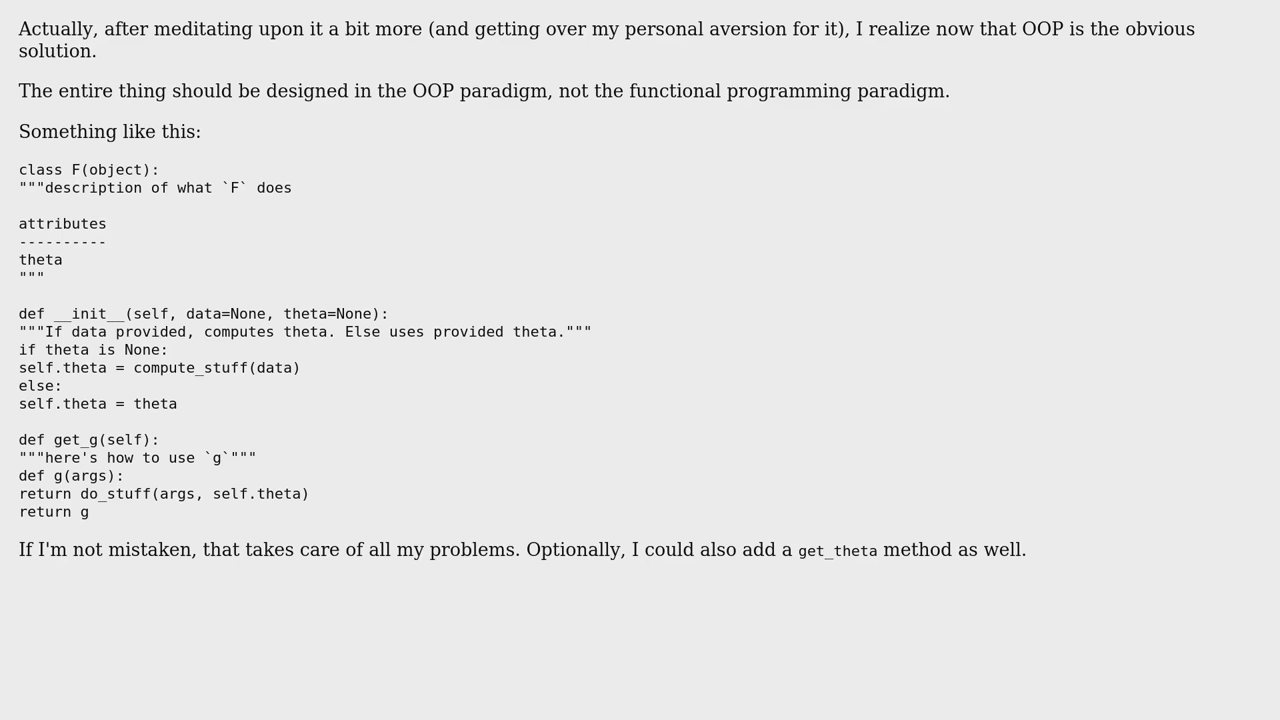 Actually, after meditating upon it a bit more (and getting over my personal aversion for it), I realize now that OOP is the obvious
solution.
The entire thing should be designed in the OOP paradigm, not the functional programming paradigm.
Something like this:
class F(object):
"""description of what `F` does
attributes
----------
theta
"""
def __init__(self, data=None, theta=None):
"""If data provided, computes theta. Else uses provided theta."""
if theta is None:
self.theta = compute_stuff(data)
else:
self.theta = theta
def get_g(self):
"""here's how to use `g`"""
def g(args):
return do_stuff(args, self.theta)
return g
If I'm not mistaken, that takes care of all my problems. Optionally, I could also add a get_theta method as well.